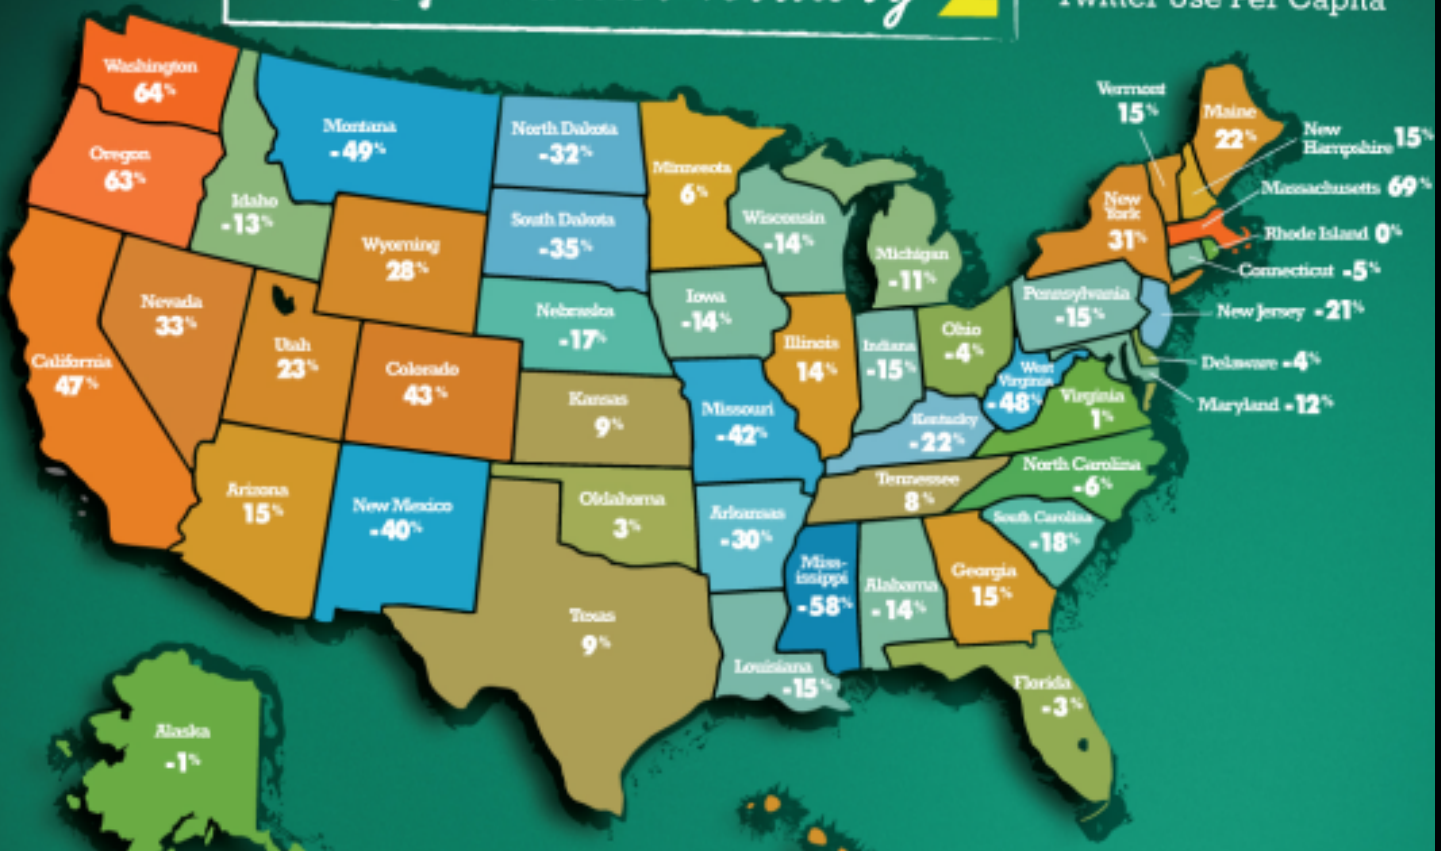 Twitter Use Per Capita
Washington
64%
Oregon
63%
California
47%
Nevada
33%
Idaho
-13%
Montana
-49%
Wyoming
28%
Utah
23%
Colorado
43%
Arizona
15%
New Mexico
-40%
North Dakota
-32%
South Dakota
-35%
Nebraska
-17%
Kansas
9%
Oklahoma
3%
Texas
9%
Minnesota
6%
Iowa
-14%
Missouri
-42%
Arkansas
-30%
Louisiana
-15%
Wisconsin
-14%
Illinois
14%
Michigan
-11%
Indiana
-15%
Ohio
-4%
Kentucky
-22%
Tennessee
8%
Miss-
issippi
-58%
Alabama
-14%
Georgia
15%
Florida
-3%
South Carolina
-18%
North Carolina
-6%
Virginia
1%
West
Virginia
-48%
Pennsylvania
-15%
New
York
31%
Vermont
15%
Maine
22%
New
Hampshire 15%
Massachusetts 69%
Rhode Island 0%
Connecticut -5%
New Jersey -21%
Delaware -4%
Maryland -12%
Alaska
-1%